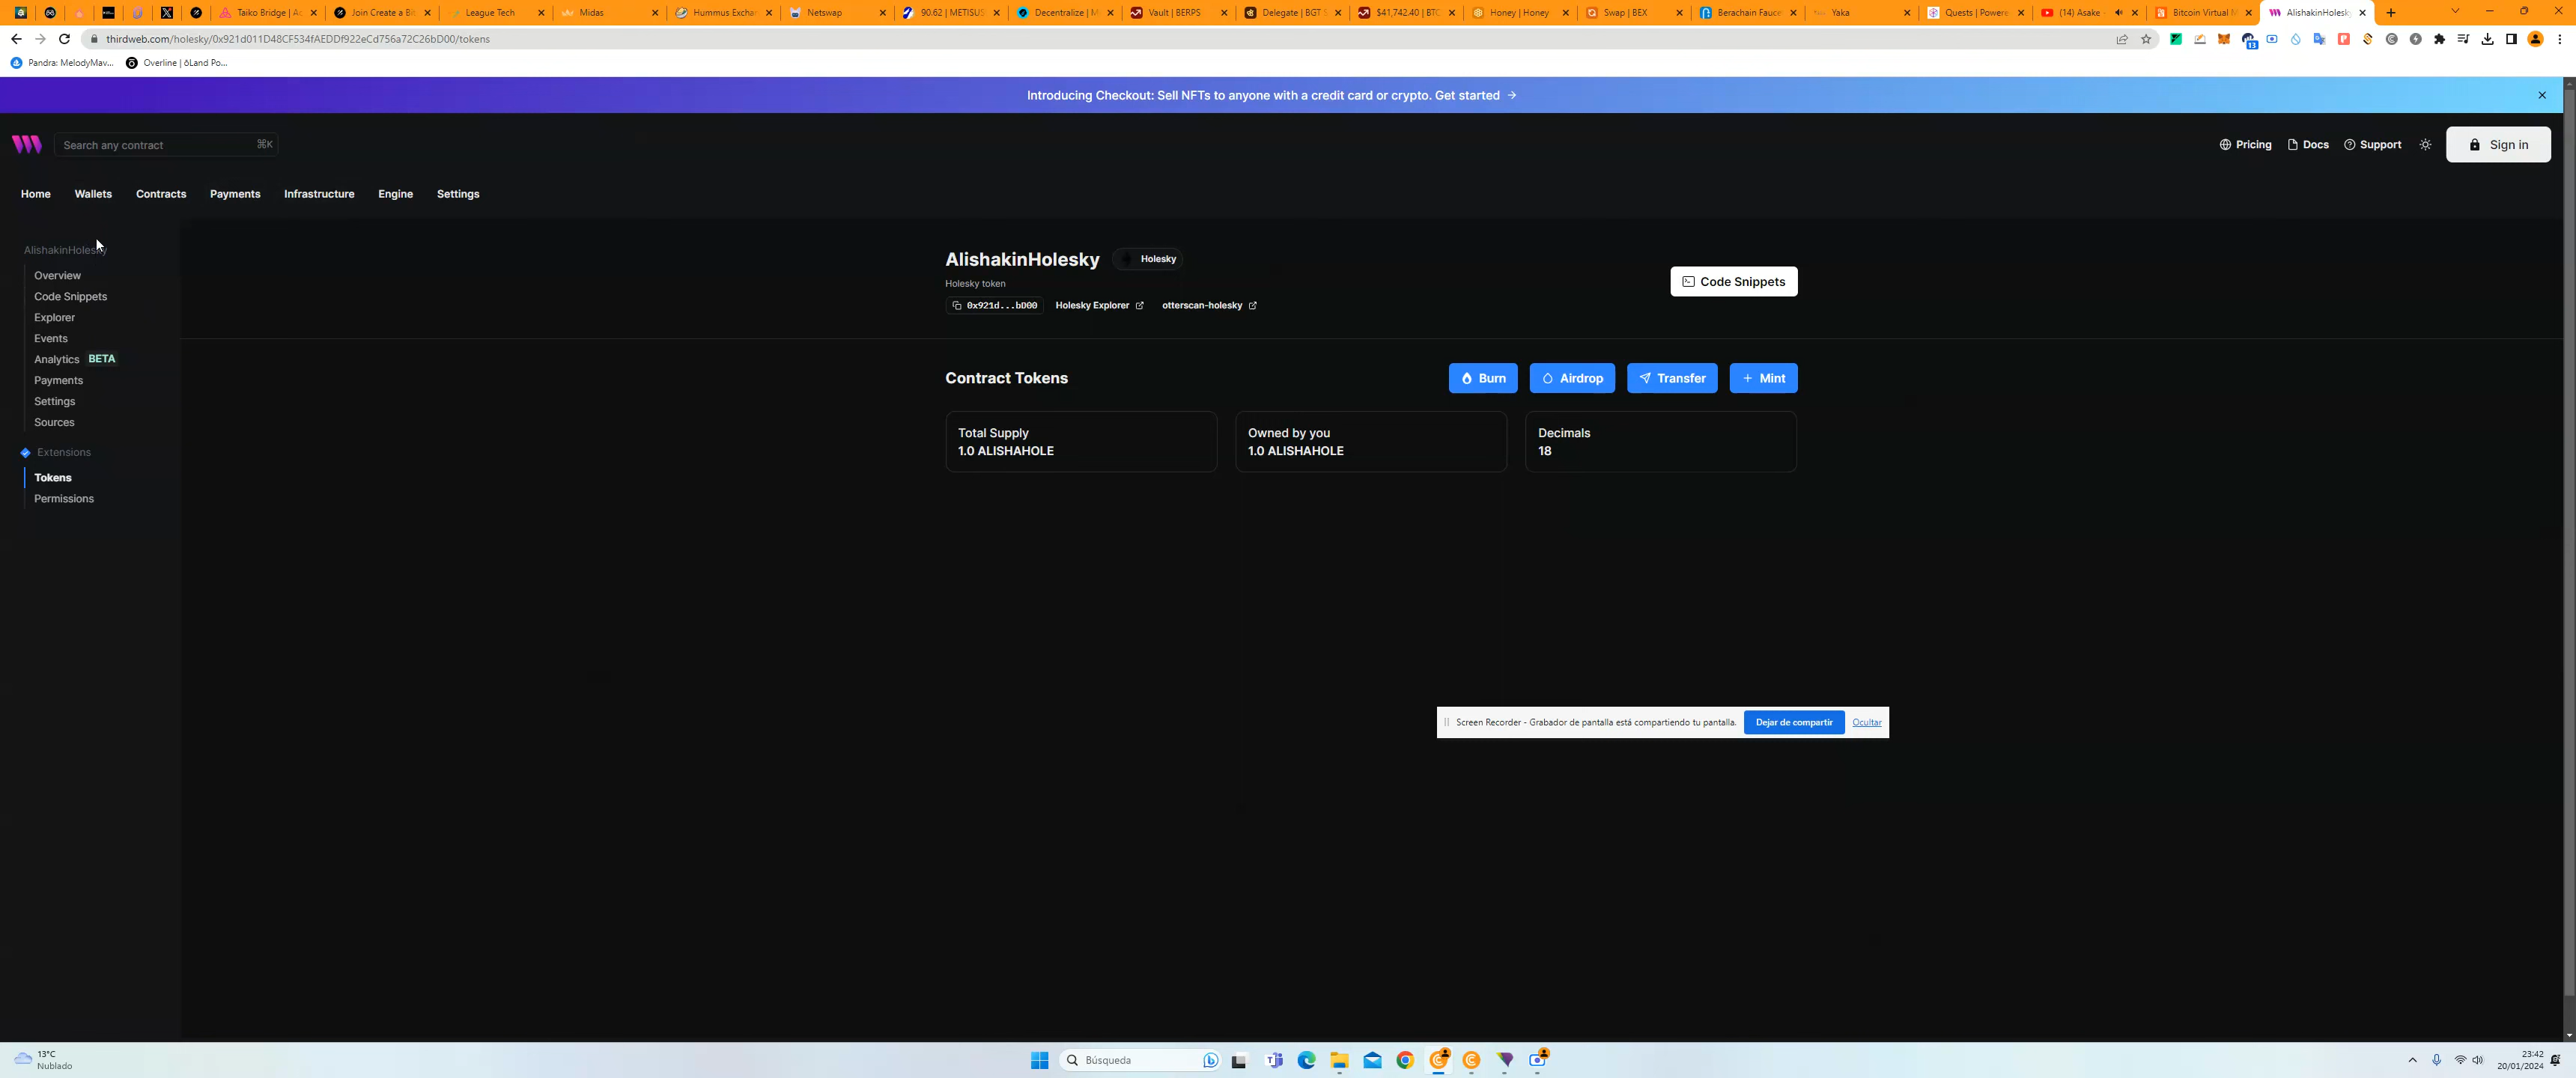 Taiko Bridge | Ac
Join Create a Bit
League Tech
Midas
Hummus Excha
Netswap
90.62 | METISUS
Decentralize | M
Vault | BERPS
Delegate | BGT S
$41,742.40 | BTC
Honey | Honey
Swap | BEX
Berachain Fauce
Yaka
Quests | Powere
(14) Asake -
Bitcoin Virtual M
AlishakinHolesk
thirdweb.com/holesky/0x921d011D48CF534fAEDDf922eCd756a72C26bD00/tokens
13
Pandra: MelodyMav...
Overline | ōLand Po...
Introducing Checkout: Sell NFTs to anyone with a credit card or crypto. Get started →
Search any contract
⌘K
Pricing
Docs
Support
Sign in
Home
Wallets
Contracts
Payments
Infrastructure
Engine
Settings
AlishakinHolesky
Overview
Code Snippets
Explorer
Events
Analytics BETA
Payments
Settings
Sources
Extensions
Tokens
Permissions
AlishakinHolesky
Holesky
Holesky token
0x921d...bD00
Holesky Explorer
otterscan-holesky
Code Snippets
Contract Tokens
Burn
Airdrop
Transfer
+ Mint
Total Supply
1.0 ALISHAHOLE
Owned by you
1.0 ALISHAHOLE
Decimals
18
Screen Recorder - Grabador de pantalla está compartiendo tu pantalla.
Dejar de compartir
Ocultar
13°C
Nublado
Búsqueda
23:42
20/01/2024